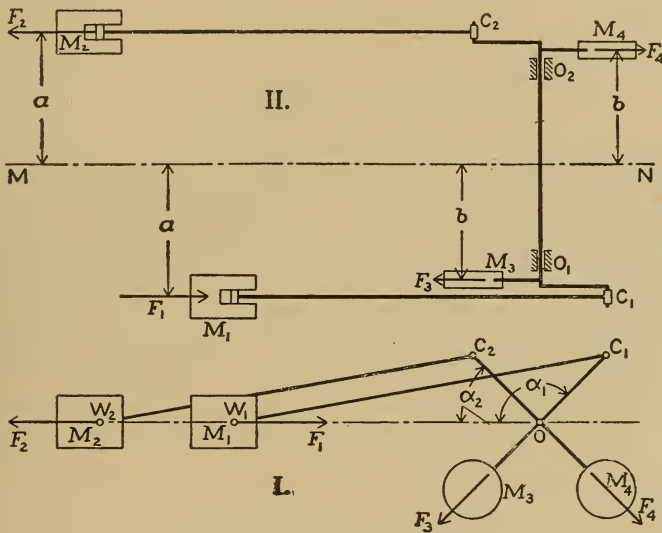 F₂
M₂
C₂
M₄
F₄
O₂
a
II.
b
M
N
a
b
O₁
F₃
M₃
F₁
M₁
C₁
C₂
C₁
α₂
α₁
W₂
W₁
F₂
M₂
M₁
F₁
O
I.
M₃
M₄
F₃
F₄